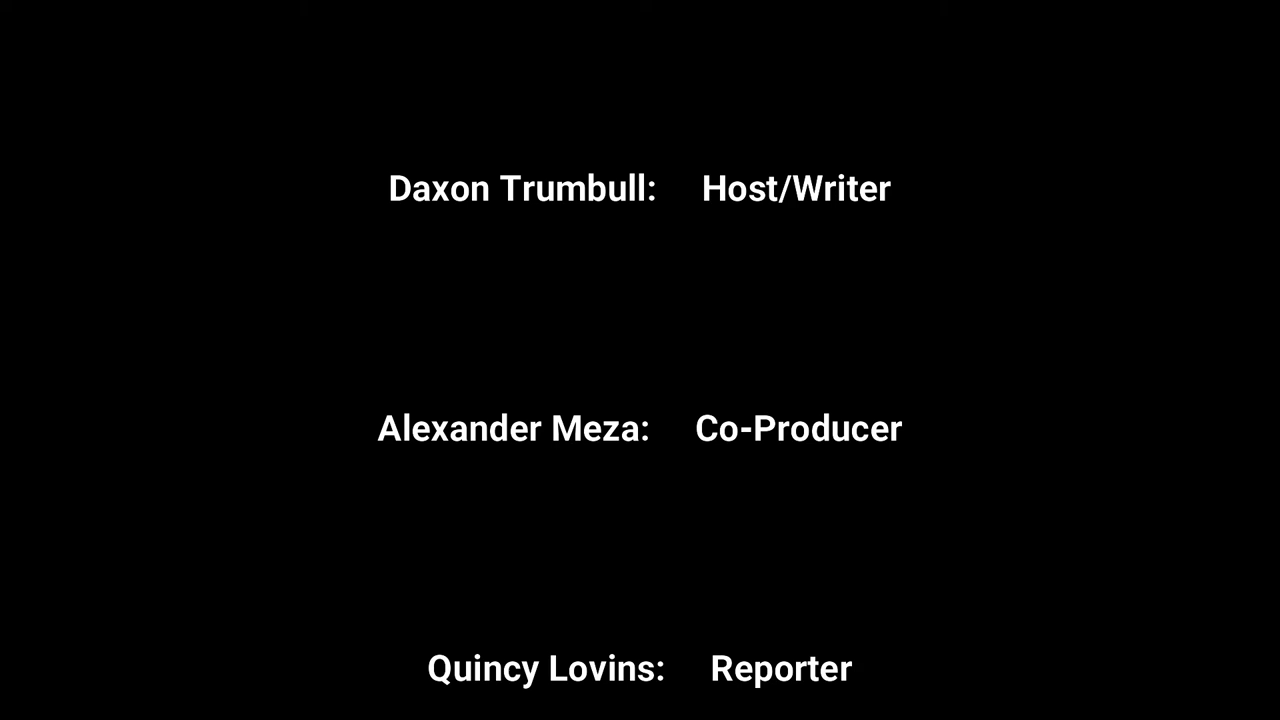 Daxon Trumbull: Host/Writer
Alexander Meza: Co-Producer
Quincy Lovins: Reporter